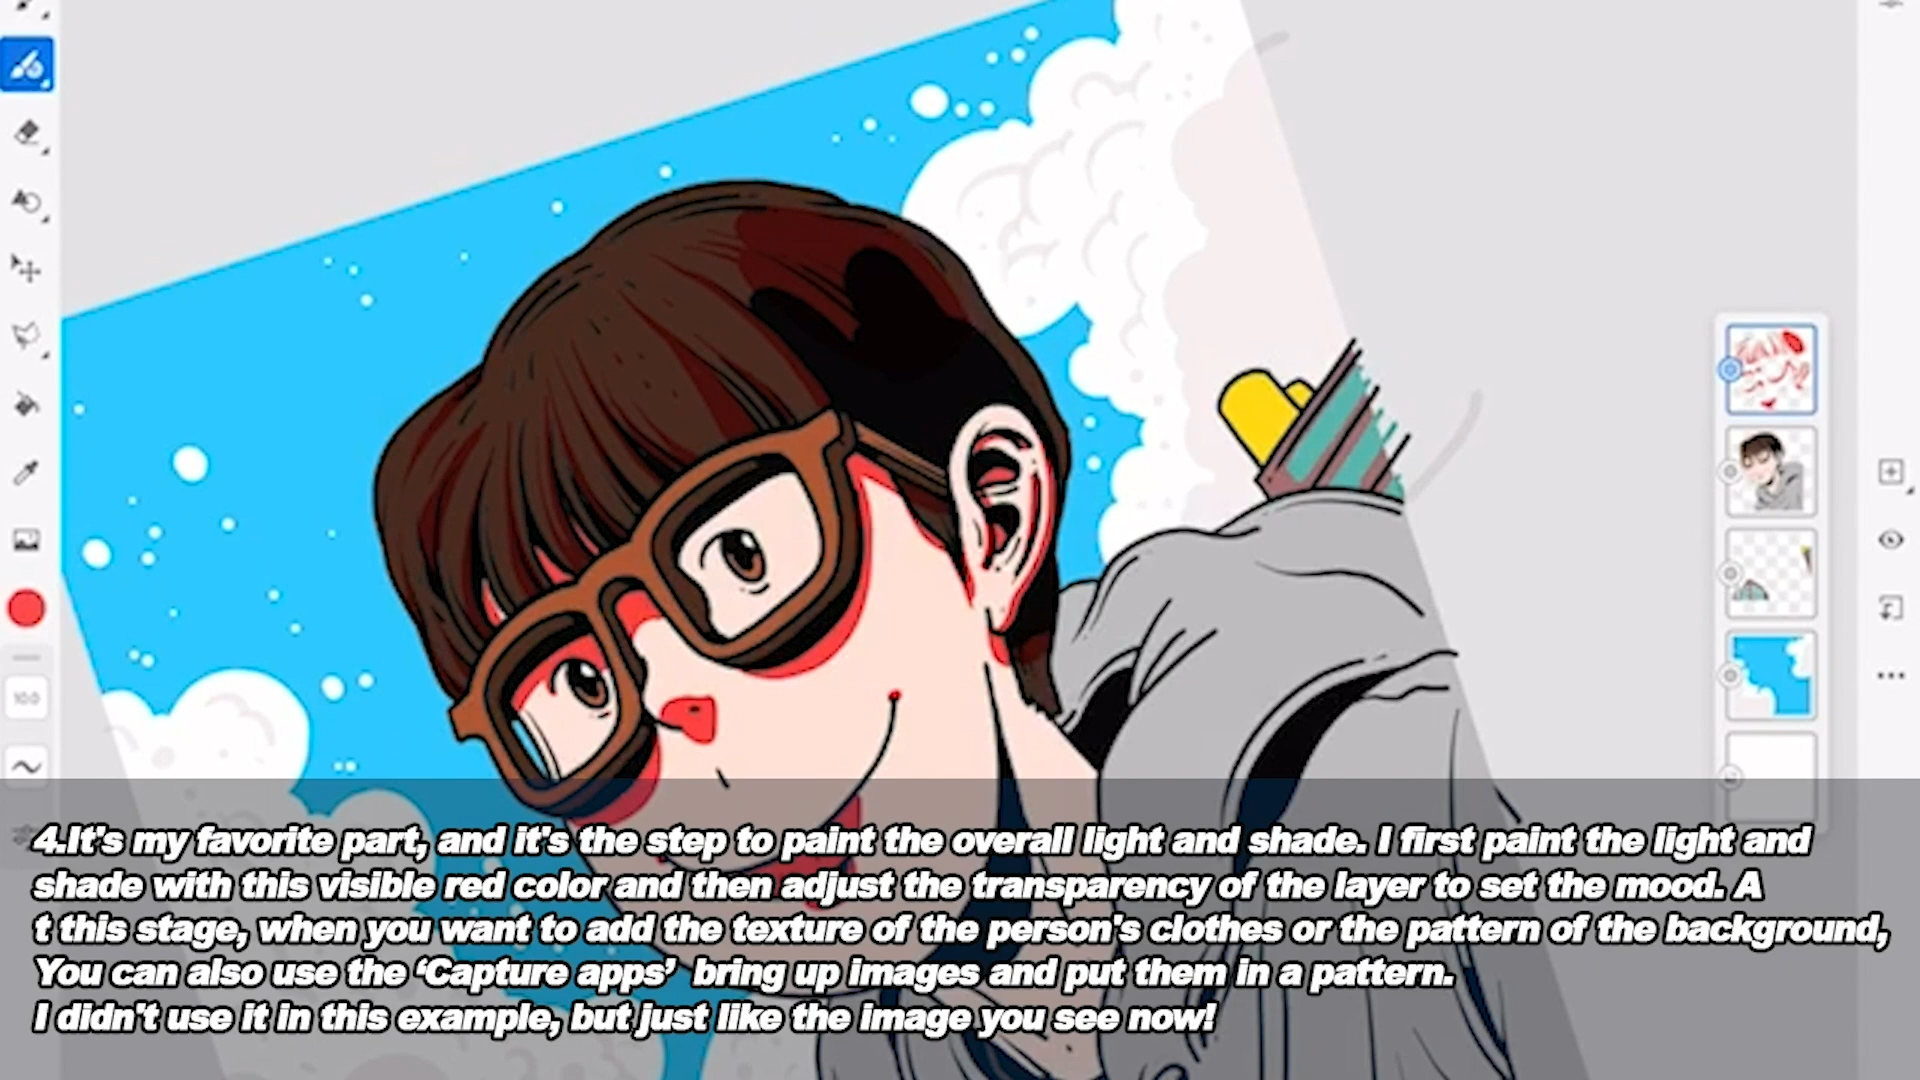 10.0
4.It's my favorite part, and it's the step to paint the overall light and shade. I first paint the light and
shade with this visible red color and then adjust the transparency of the layer to set the mood. A
t this stage, when you want to add the texture of the person's clothes or the pattern of the background,
You can also use the ‘Capture apps’ bring up images and put them in a pattern.
I didn't use it in this example, but just like the image you see now!